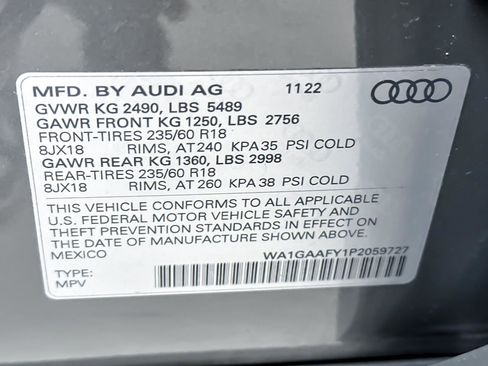 MFD. BY AUDI AG 11 22
GVWR KG 2490, LBS 5489
GAWR FRONT KG 1250, LBS 2756
FRONT-TIRES 235/60 R18
8JX18 RIMS, AT 240 KPA 35 PSI COLD
GAWR REAR KG 1360, LBS 2998
REAR-TIRES 235/60 R18
8JX18 RIMS, AT 260 KPA 38 PSI COLD
THIS VEHICLE CONFORMS TO ALL APPLICABLE
U.S. FEDERAL MOTOR VEHICLE SAFETY AND
THEFT PREVENTION STANDARDS IN EFFECT ON
THE DATE OF MANUFACTURE SHOWN ABOVE.
MEXICO WA1GAAFY1P2059727
TYPE:
MPV